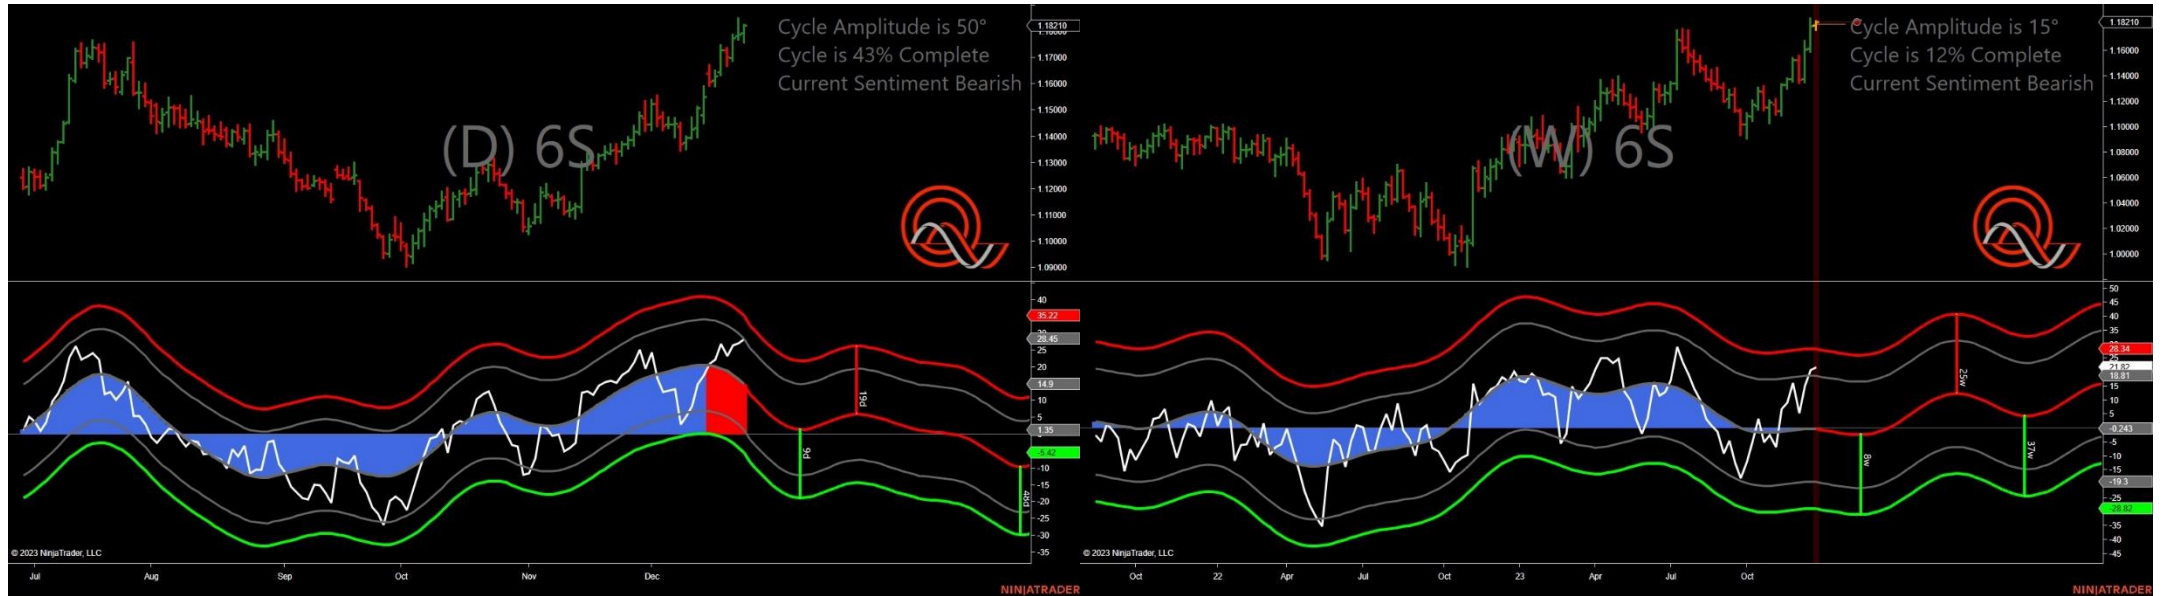 Cycle Amplitude is 50°
Cycle is 43% Complete
Current Sentiment Bearish
(D) 6S
1.18210
1.17000
1.16000
1.15000
1.14000
1.13000
1.12000
1.11000
1.10000
1.09000
40
35.22
28.45
25
20
14.9
10
5
1.35
-5.42
-10
-15
-20
-25
-30
-35
19d
9d
48d
© 2023 NinjaTrader, LLC
Jul Aug Sep Oct Nov Dec
NINJATRADER
Cycle Amplitude is 15°
Cycle is 12% Complete
Current Sentiment Bearish
(W) 6S
1.18210
1.16000
1.14000
1.12000
1.10000
1.08000
1.06000
1.04000
1.02000
1.00000
50
45
40
35
28.34
21.82
18.81
15
10
5
-0.243
-5
-10
-15
-19.3
-25
-28.82
-35
-40
-45
25w
8w
37w
© 2023 NinjaTrader, LLC
Oct 22 Apr Jul Oct 23 Apr Jul Oct
NINJATRADER